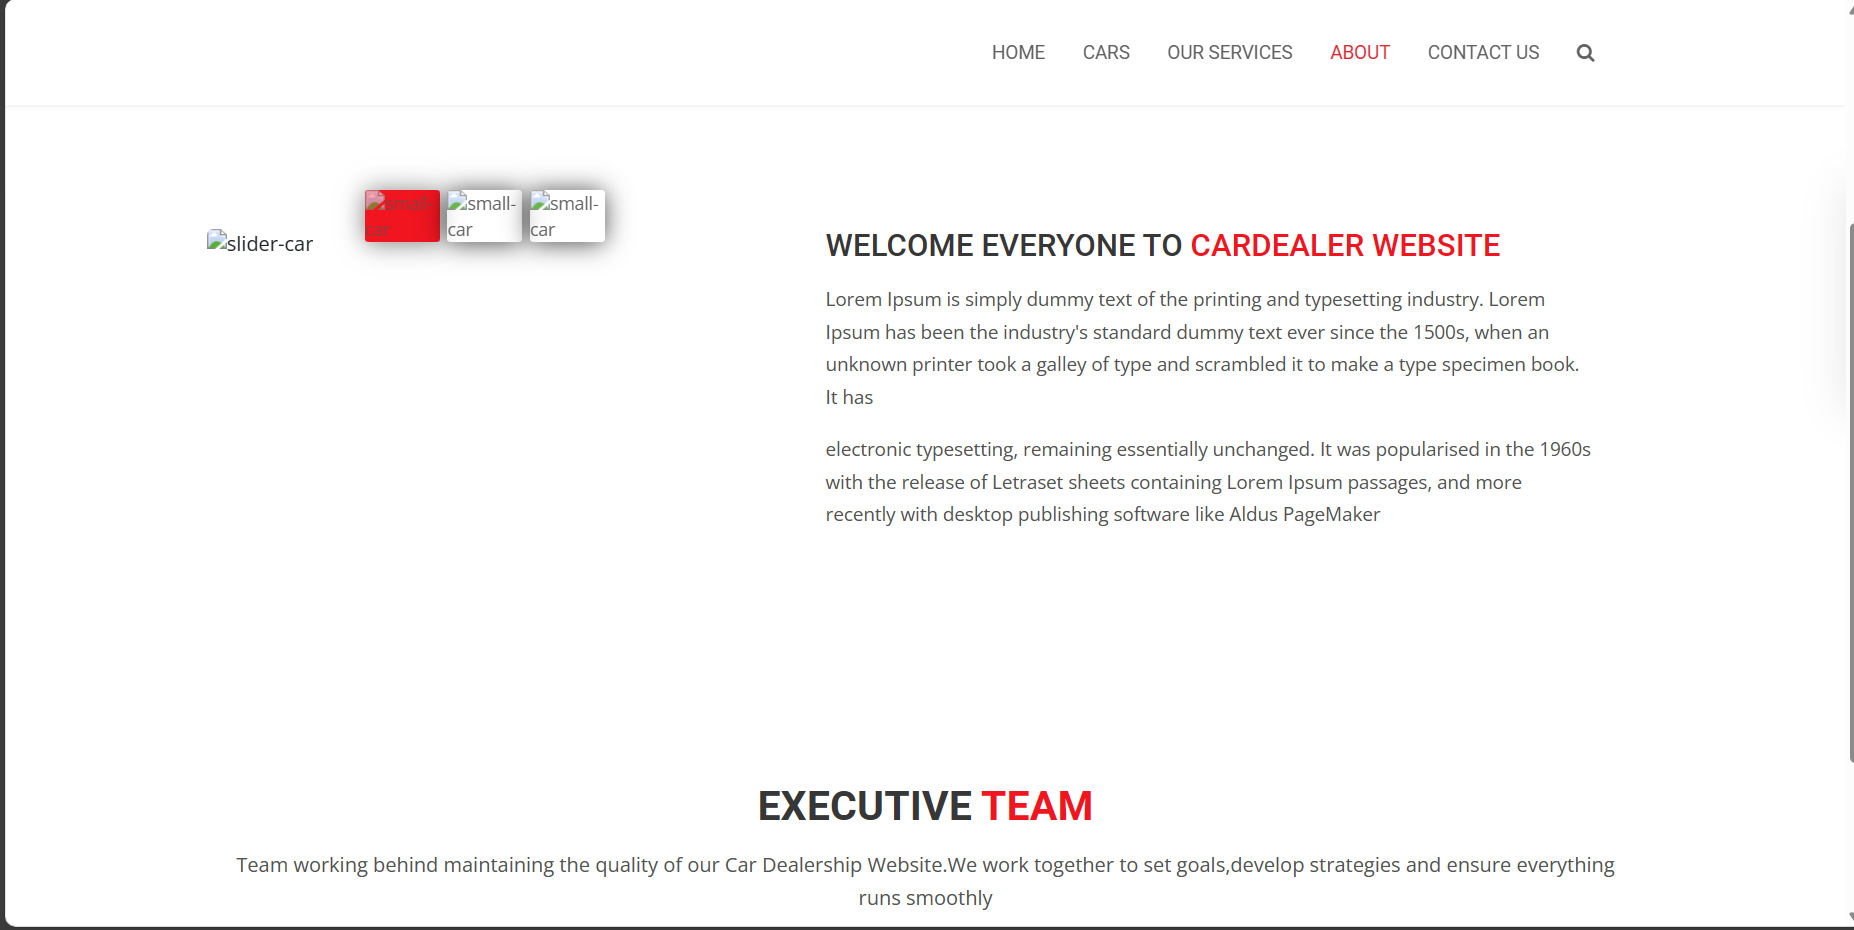 HOME CARS OUR SERVICES ABOUT CONTACT US
small-
car
small-
car
small-
car
slider-car
WELCOME EVERYONE TO CARDEALER WEBSITE
Lorem Ipsum is simply dummy text of the printing and typesetting industry. Lorem
Ipsum has been the industry's standard dummy text ever since the 1500s, when an
unknown printer took a galley of type and scrambled it to make a type specimen book.
It has
electronic typesetting, remaining essentially unchanged. It was popularised in the 1960s
with the release of Letraset sheets containing Lorem Ipsum passages, and more
recently with desktop publishing software like Aldus PageMaker
EXECUTIVE TEAM
Team working behind maintaining the quality of our Car Dealership Website.We work together to set goals,develop strategies and ensure everything
runs smoothly